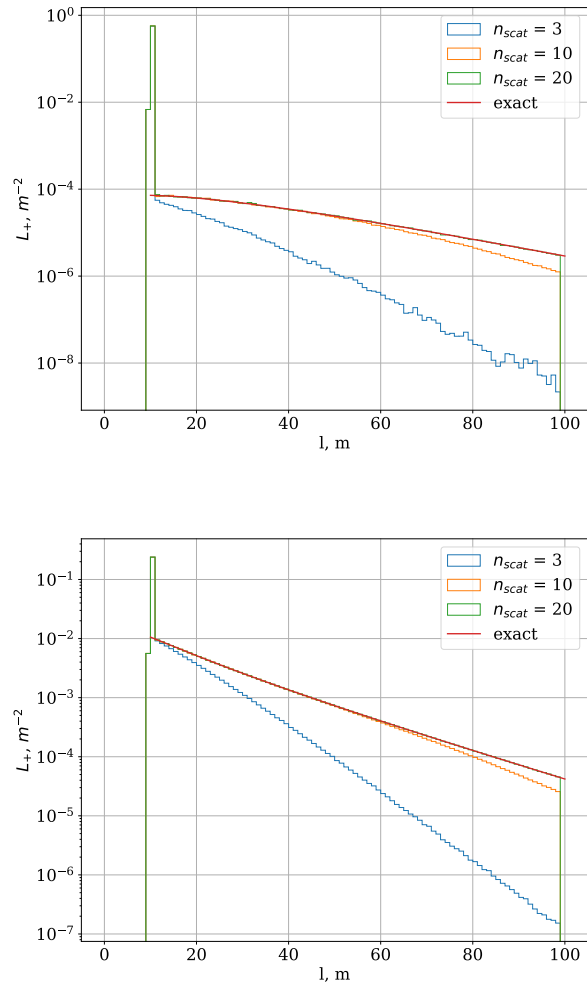 10⁰
10⁻²
10⁻⁴
10⁻⁶
10⁻⁸
L₊, m⁻²
n_scat = 3
n_scat = 10
n_scat = 20
exact
0 20 40 60 80 100
l, m
10⁻¹
10⁻²
10⁻³
10⁻⁴
10⁻⁵
10⁻⁶
10⁻⁷
L₊, m⁻²
n_scat = 3
n_scat = 10
n_scat = 20
exact
0 20 40 60 80 100
l, m